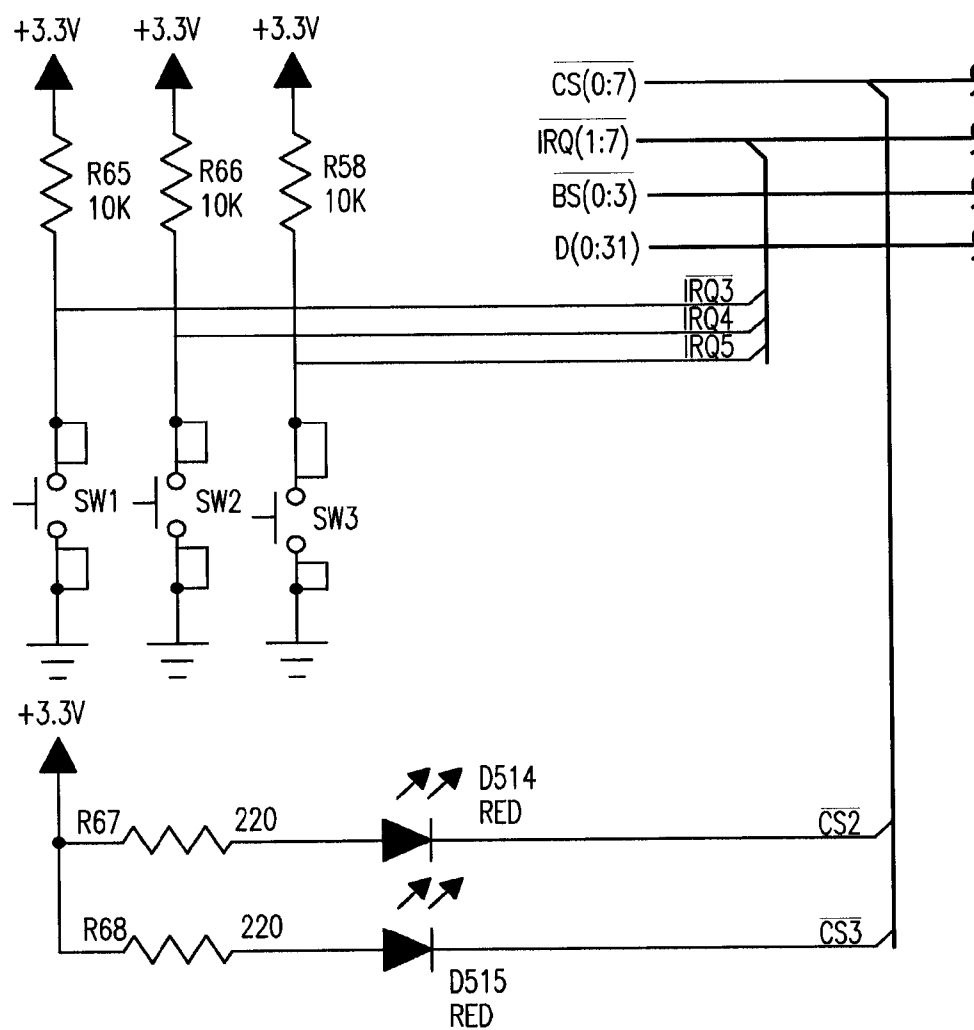 +3.3V +3.3V +3.3V
CS(0:7)
IRQ(1:7)
BS(0:3)
D(0:31)
R65
10K
R66
10K
R58
10K
IRQ3
IRQ4
IRQ5
SW1
SW2
SW3
+3.3V
R67
220
D514
RED
CS2
R68
220
D515
RED
CS3